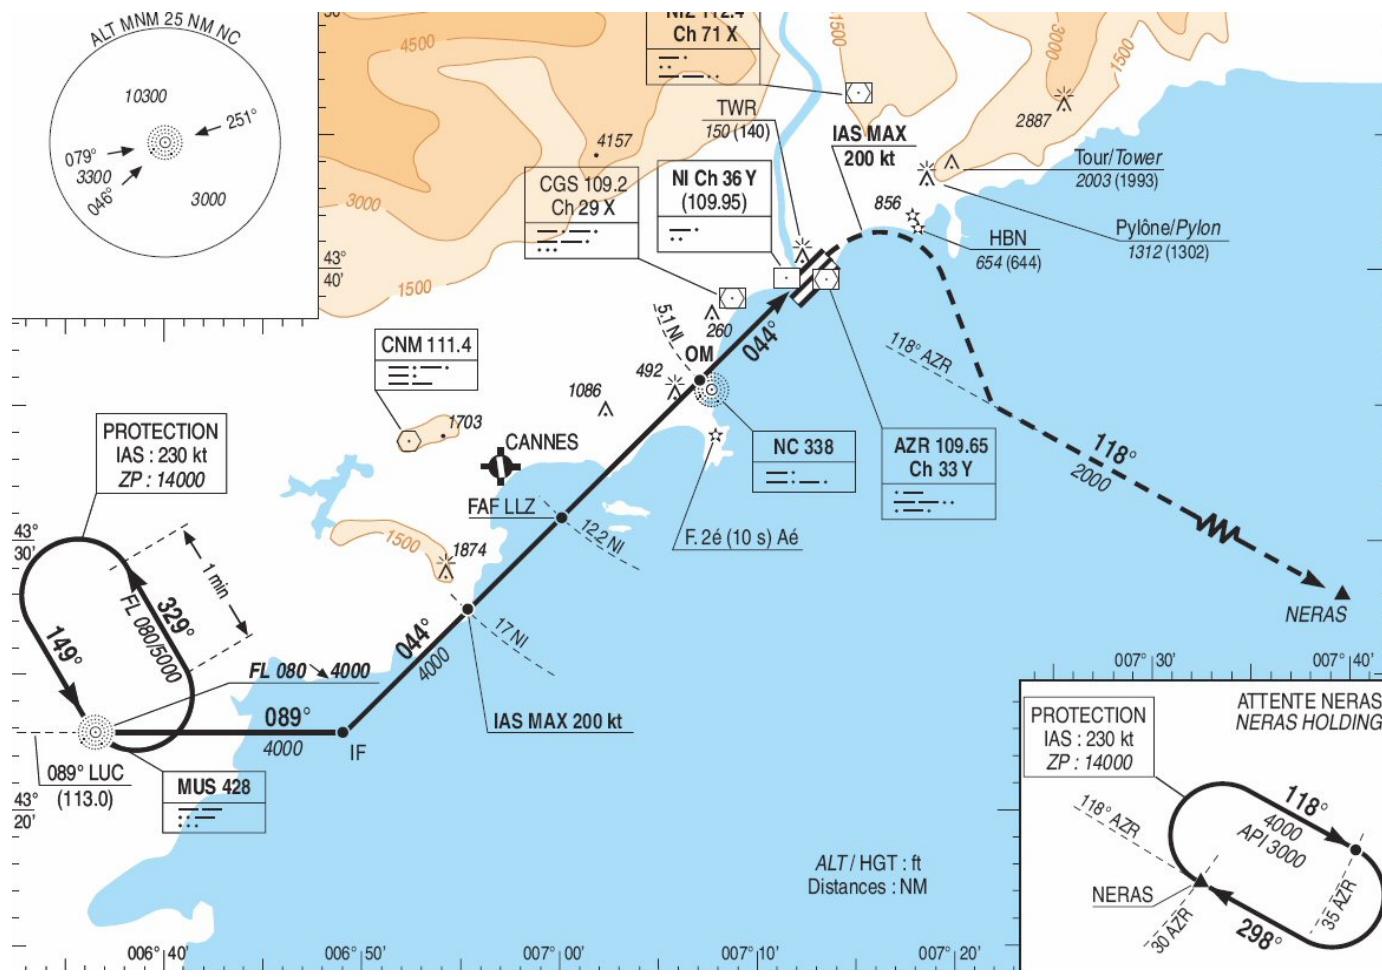 ALT MNM 25 NM NC
10300
251°
079°
3300
046°
3000
43°
40'
4500
3000
1500
4157
NIZ 112.4
Ch 71 X
1500
3000
1500
2887
TWR
150 (140)
IAS MAX
200 kt
CGS 109.2
Ch 29 X
NI Ch 36 Y
(109.95)
856
HBN
654 (644)
Tour/Tower
2003 (1993)
Pylône/Pylon
1312 (1302)
CNM 111.4
1703
5.1 NI
260
OM
044°
492
1086
118° AZR
118°
2000
PROTECTION
IAS : 230 kt
ZP : 14000
CANNES
NC 338
AZR 109.65
Ch 33 Y
FAF LLZ
12.2 NI
F. 2é (10 s) Aé
43°
30'
1500
1874
1 min
329°
FL 080/5000
149°
17 NI
NERAS
044°
4000
FL 080 ↘ 4000
089°
4000
IF
IAS MAX 200 kt
089° LUC
(113.0)
MUS 428
43°
20'
007° 30'
007° 40'
ATTENTE NERAS
NERAS HOLDING
PROTECTION
IAS : 230 kt
ZP : 14000
118° AZR
118°
4000
API 3000
NERAS
30 AZR
298°
35 AZR
ALT / HGT : ft
Distances : NM
006° 40'
006° 50'
007° 00'
007° 10'
007° 20'